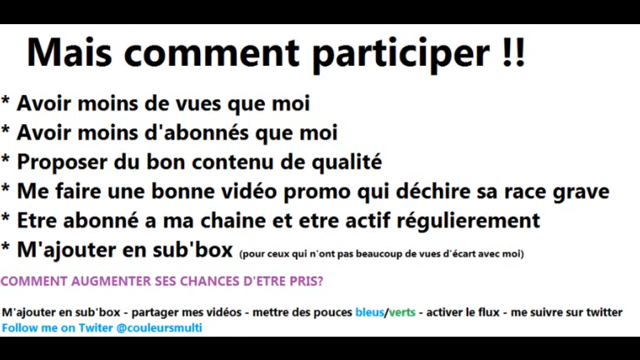 Mais comment participer !!
* Avoir moins de vues que moi
* Avoir moins d'abonnés que moi
* Proposer du bon contenu de qualité
* Me faire une bonne vidéo promo qui déchire sa race grave
* Etre abonné a ma chaine et etre actif régulierement
* M'ajouter en sub'box (pour ceux qui n'ont pas beaucoup de vues d'écart avec moi)
COMMENT AUGMENTER SES CHANCES D'ETRE PRIS?
M'ajouter en sub'box - partager mes vidéos - mettre des pouces bleus/verts - activer le flux - me suivre sur twitter
Follow me on Twiter @couleursmulti